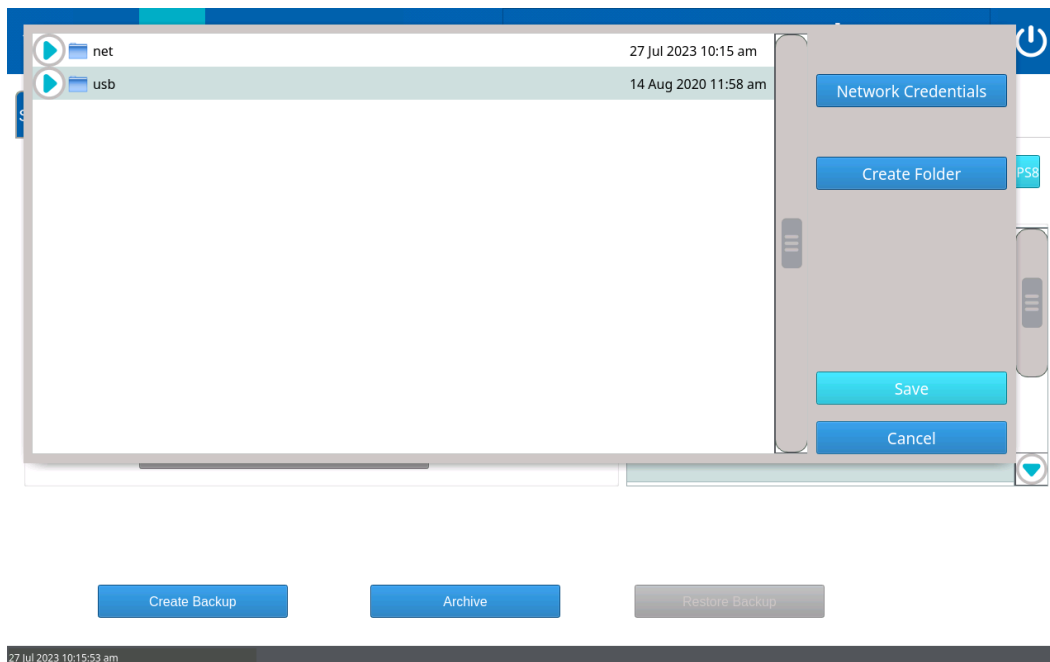 net 27 Jul 2023 10:15 am
usb 14 Aug 2020 11:58 am
Network Credentials
Create Folder
PS8
Save
Cancel
Create Backup Archive Restore Backup
27 Jul 2023 10:15:53 am